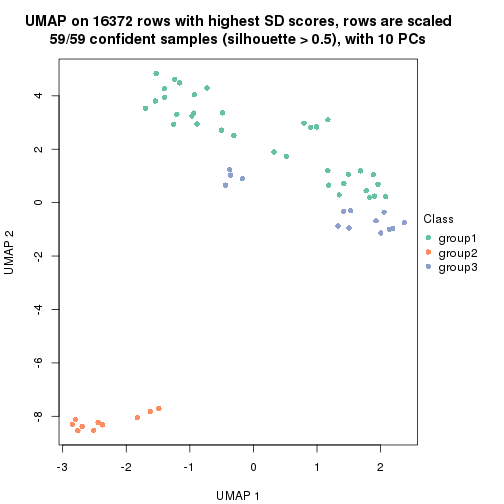 UMAP on 16372 rows with highest SD scores, rows are scaled
59/59 confident samples (silhouette > 0.5), with 10 PCs
4
2
0
-2
-4
-6
-8
UMAP 2
-3
-2
-1
0
1
2
UMAP 1
Class
group1
group2
group3